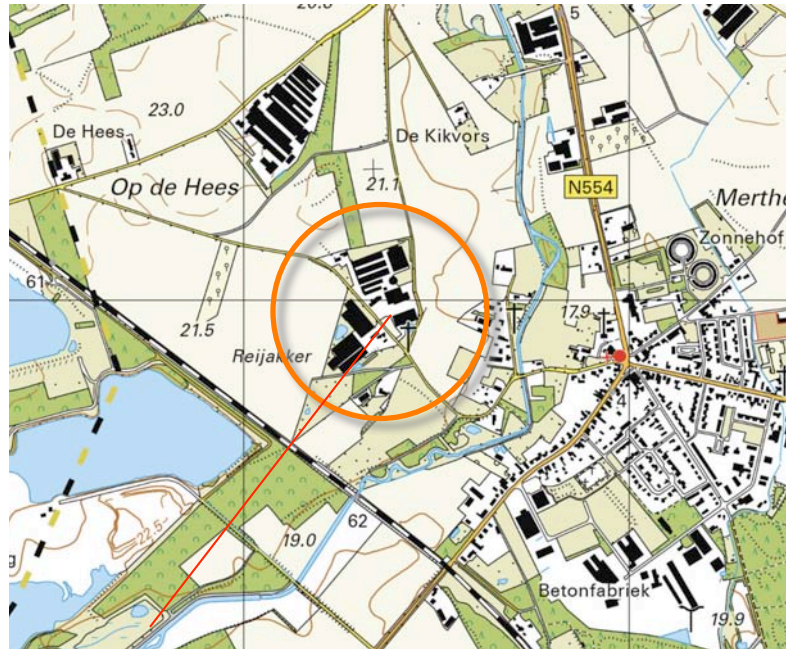 5
23.0
De Hees
De Kikvors
Op de Hees
21.1
N554
Merthe
Zonnehof
61
17.9
21.5
Reijakker
22.5
62
19.0
Betonfabriek
19.9